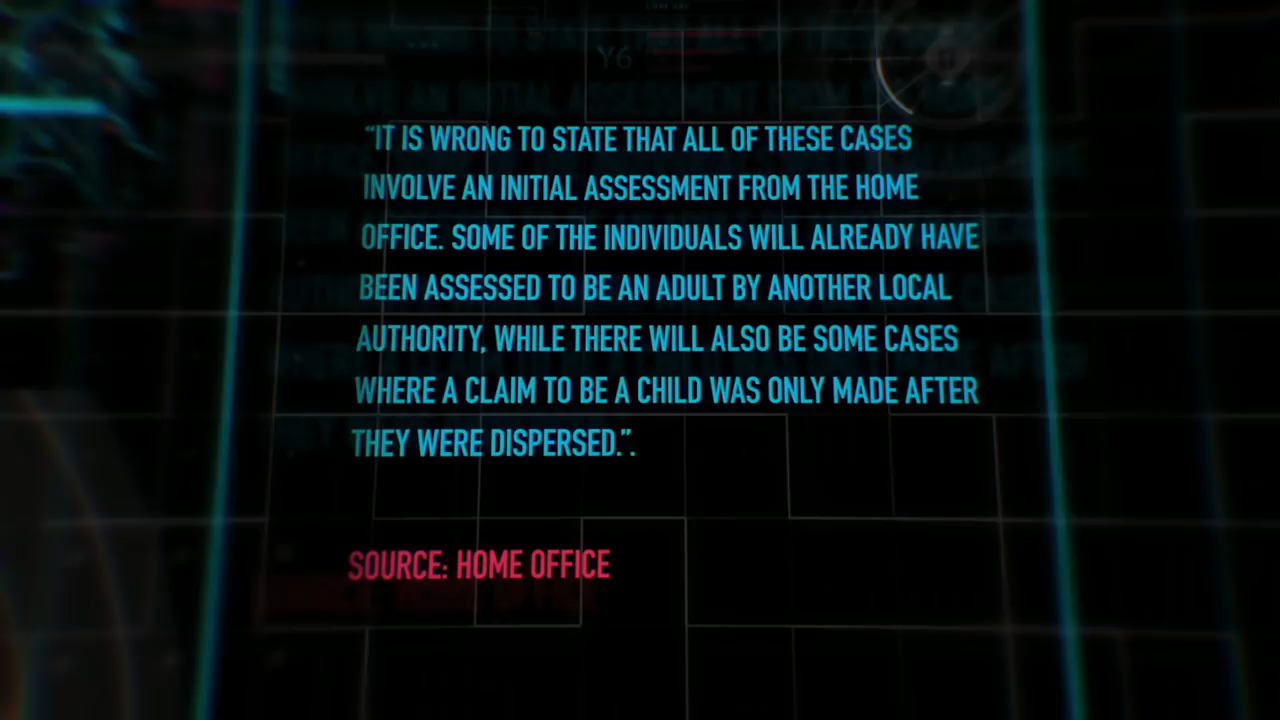 Y6
“IT IS WRONG TO STATE THAT ALL OF THESE CASES
INVOLVE AN INITIAL ASSESSMENT FROM THE HOME
OFFICE. SOME OF THE INDIVIDUALS WILL ALREADY HAVE
BEEN ASSESSED TO BE AN ADULT BY ANOTHER LOCAL
AUTHORITY, WHILE THERE WILL ALSO BE SOME CASES
WHERE A CLAIM TO BE A CHILD WAS ONLY MADE AFTER
THEY WERE DISPERSED.”.
SOURCE: HOME OFFICE